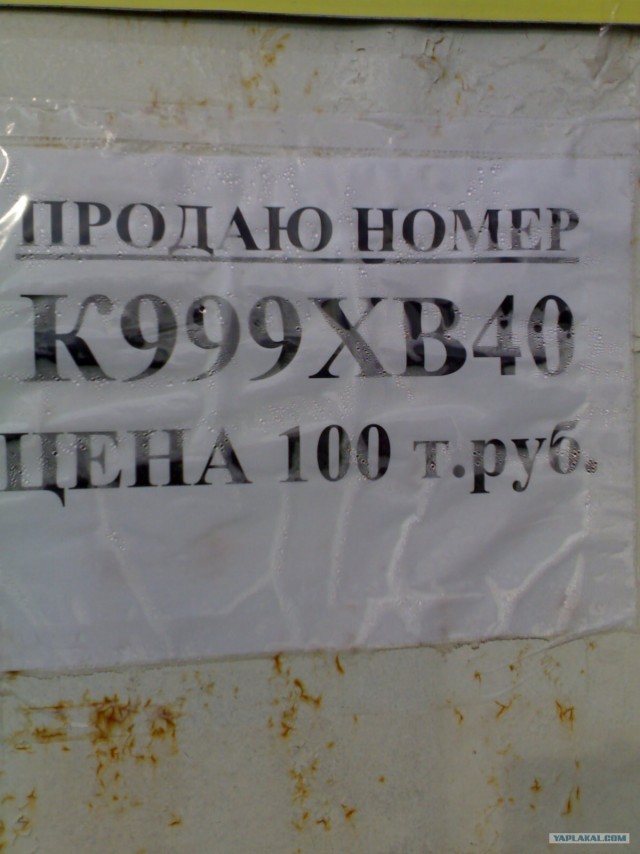 ПРОДАЮ НОМЕР
К999ХВ40
ЦЕНА 100 т.руб.
YAPLAKAL.COM